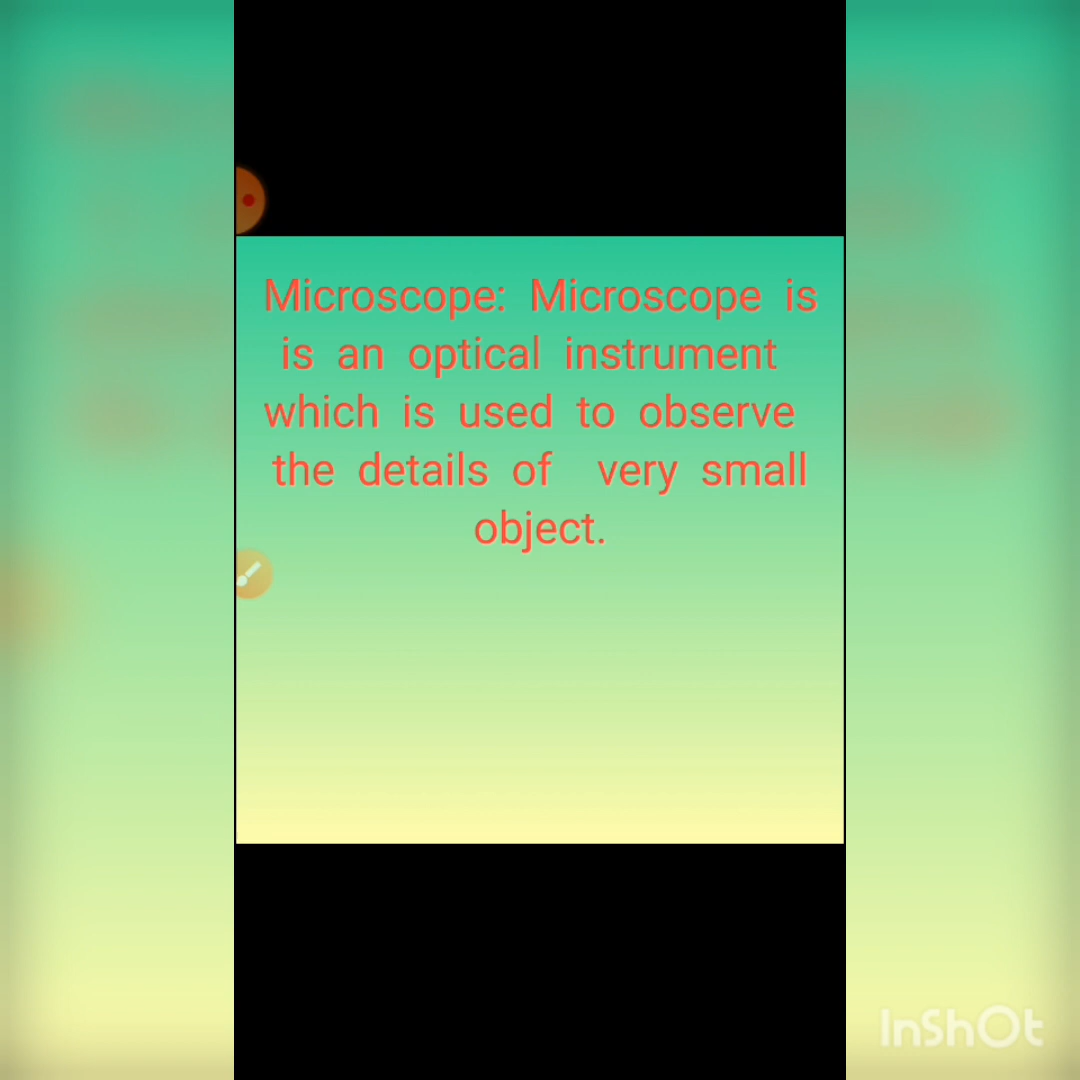 Microscope: Microscope is
is an optical instrument
which is used to observe
the details of very small
object.
InShOt